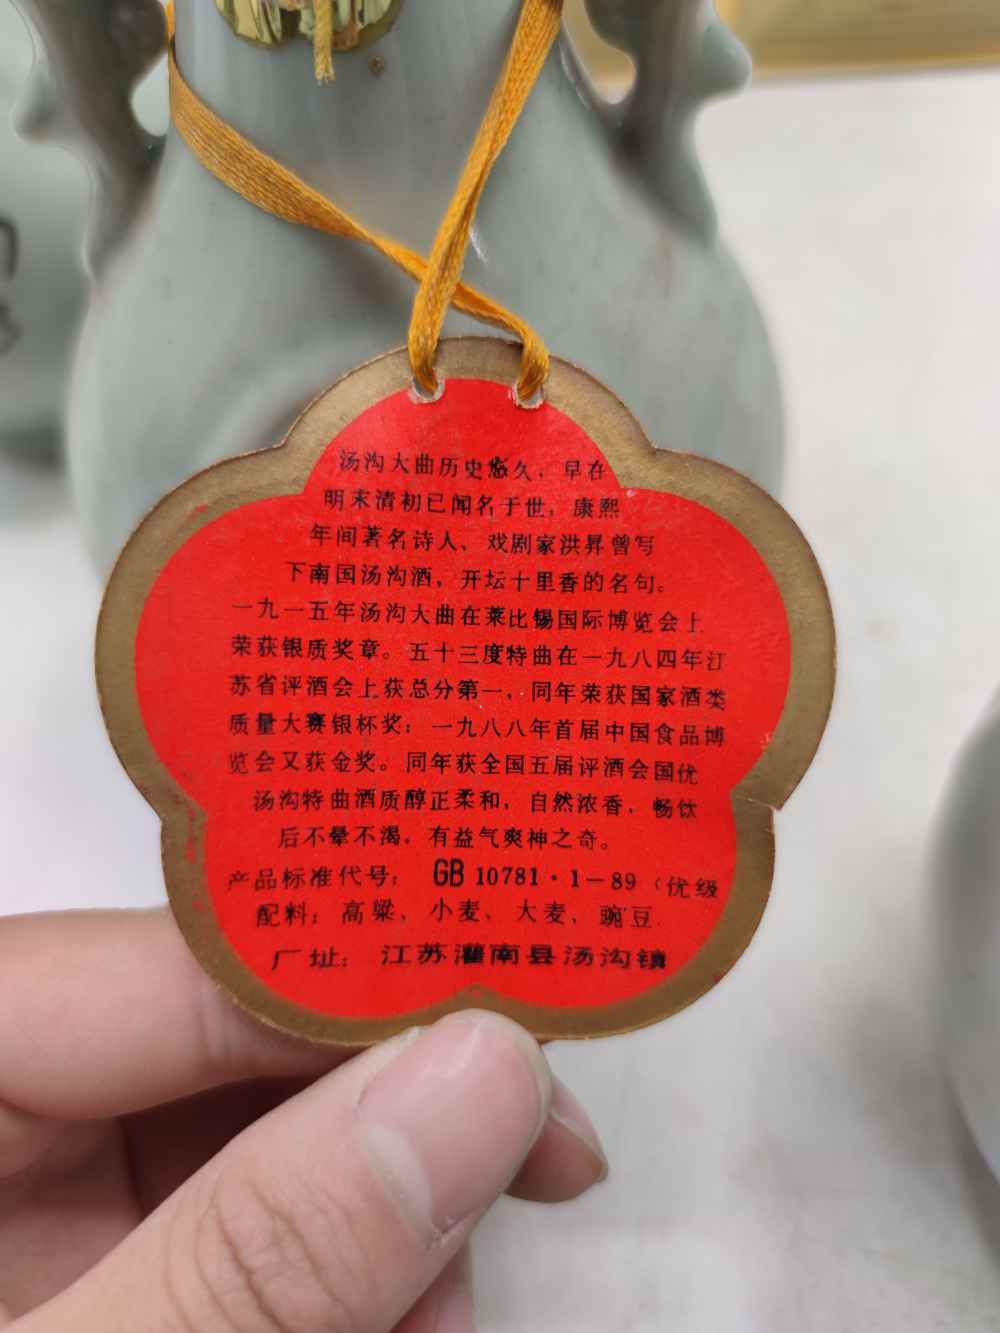 汤沟大曲历史悠久，早在
明末清初已闻名于世，康熙
年间著名诗人、戏剧家洪昇曾写
下南国汤沟酒，开坛十里香的名句。
一九一五年汤沟大曲在莱比锡国际博览会上
荣获银质奖章。五十三度特曲在一九八四年江
苏省评酒会上获总分第一，同年荣获国家酒类
质量大赛银杯奖；一九八八年首届中国食品博
览会又获金奖。同年获全国五届评酒会国优
汤沟特曲酒质醇正柔和，自然浓香，畅饮
后不晕不渴，有益气爽神之奇。
产品标准代号：GB 10781·1—89（优级
配料：高粱、小麦、大麦、豌豆
厂址：江苏灌南县汤沟镇